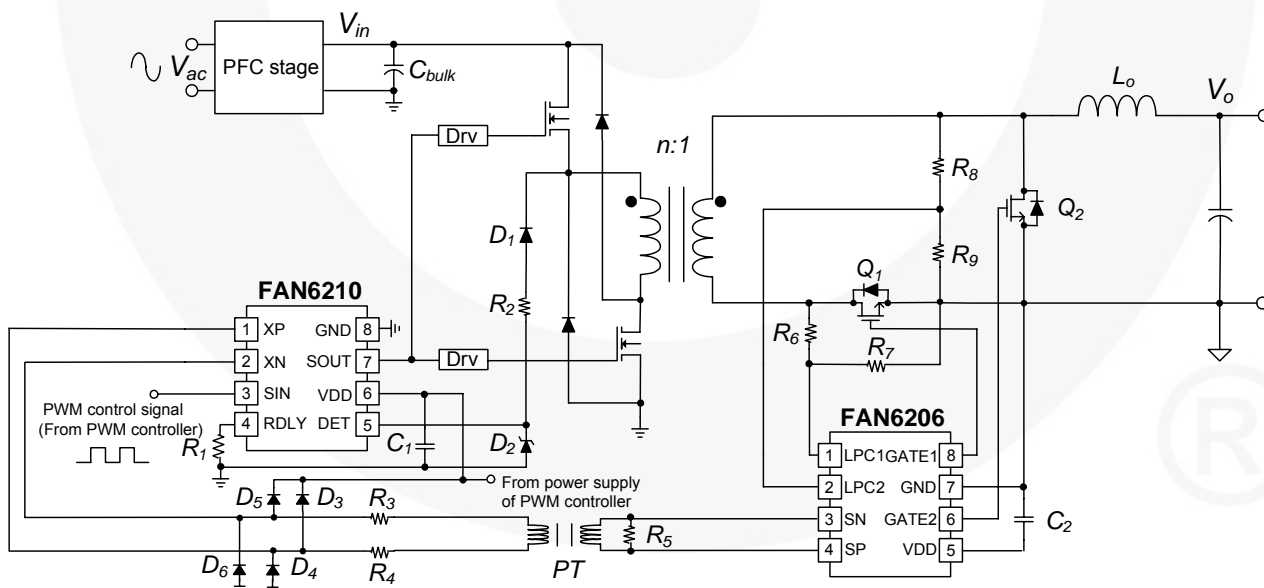 V_in
L_o
V_o
V_ac
PFC stage
C_bulk
Drv
n:1
R_8
Q_2
D_1
R_9
Q_1
FAN6210
R_2
R_6
1 XP GND 8
R_7
2 XN SOUT 7
Drv
3 SIN VDD 6
PWM control signal
(From PWM controller)
4 RDLY DET 5
FAN6206
R_1
C_1
D_2
1 LPC1 GATE1 8
From power supply
of PWM controller
2 LPC2 GND 7
D_5
D_3
R_3
3 SN GATE2 6
C_2
R_5
4 SP VDD 5
D_6
D_4
R_4
PT
®